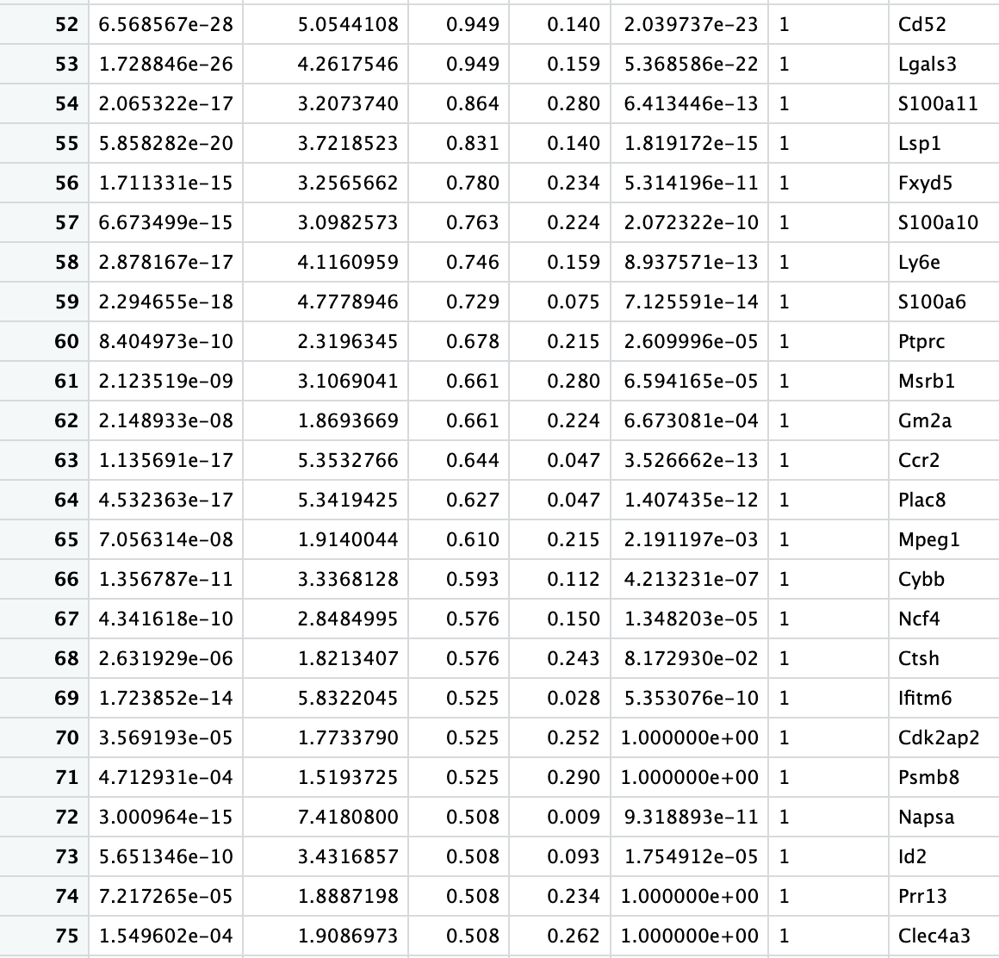 52 6.568567e-28 5.0544108 0.949 0.140 2.039737e-23 1 Cd52
53 1.728846e-26 4.2617546 0.949 0.159 5.368586e-22 1 Lgals3
54 2.065322e-17 3.2073740 0.864 0.280 6.413446e-13 1 S100a11
55 5.858282e-20 3.7218523 0.831 0.140 1.819172e-15 1 Lsp1
56 1.711331e-15 3.2565662 0.780 0.234 5.314196e-11 1 Fxyd5
57 6.673499e-15 3.0982573 0.763 0.224 2.072322e-10 1 S100a10
58 2.878167e-17 4.1160959 0.746 0.159 8.937571e-13 1 Ly6e
59 2.294655e-18 4.7778946 0.729 0.075 7.125591e-14 1 S100a6
60 8.404973e-10 2.3196345 0.678 0.215 2.609996e-05 1 Ptprc
61 2.123519e-09 3.1069041 0.661 0.280 6.594165e-05 1 Msrb1
62 2.148933e-08 1.8693669 0.661 0.224 6.673081e-04 1 Gm2a
63 1.135691e-17 5.3532766 0.644 0.047 3.526662e-13 1 Ccr2
64 4.532363e-17 5.3419425 0.627 0.047 1.407435e-12 1 Plac8
65 7.056314e-08 1.9140044 0.610 0.215 2.191197e-03 1 Mpeg1
66 1.356787e-11 3.3368128 0.593 0.112 4.213231e-07 1 Cybb
67 4.341618e-10 2.8484995 0.576 0.150 1.348203e-05 1 Ncf4
68 2.631929e-06 1.8213407 0.576 0.243 8.172930e-02 1 Ctsh
69 1.723852e-14 5.8322045 0.525 0.028 5.353076e-10 1 Ifitm6
70 3.569193e-05 1.7733790 0.525 0.252 1.000000e+00 1 Cdk2ap2
71 4.712931e-04 1.5193725 0.525 0.290 1.000000e+00 1 Psmb8
72 3.000964e-15 7.4180800 0.508 0.009 9.318893e-11 1 Napsa
73 5.651346e-10 3.4316857 0.508 0.093 1.754912e-05 1 Id2
74 7.217265e-05 1.8887198 0.508 0.234 1.000000e+00 1 Prr13
75 1.549602e-04 1.9086973 0.508 0.262 1.000000e+00 1 Clec4a3